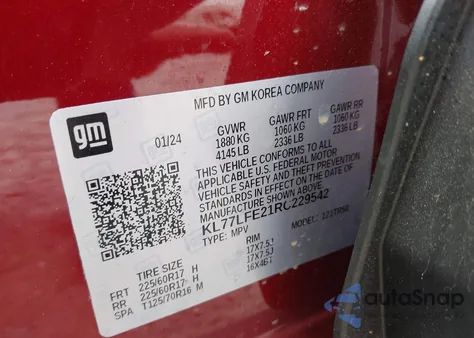 MFD BY GM KOREA COMPANY
gm
01/24
GVWR GAWR FRT GAWR RR
1880 KG 1060 KG 1060 KG
4145 LB 2336 LB 2336 LB
THIS VEHICLE CONFORMS TO ALL
APPLICABLE U.S. FEDERAL MOTOR
VEHICLE SAFETY AND THEFT
PREVENTION STANDARDS IN
EFFECT ON THE DATE OF
MANUFACTURE SHOWN ABOVE.
KL77LFE21RC229542
TYPE: MPV MODEL: 1TR58
TIRE SIZE RIM
FRT 225/60R17 H 17X7.5J
RR 225/60R17 H 17X7.5J
SPA T125/70R16 M 16X4BT
autoSnap